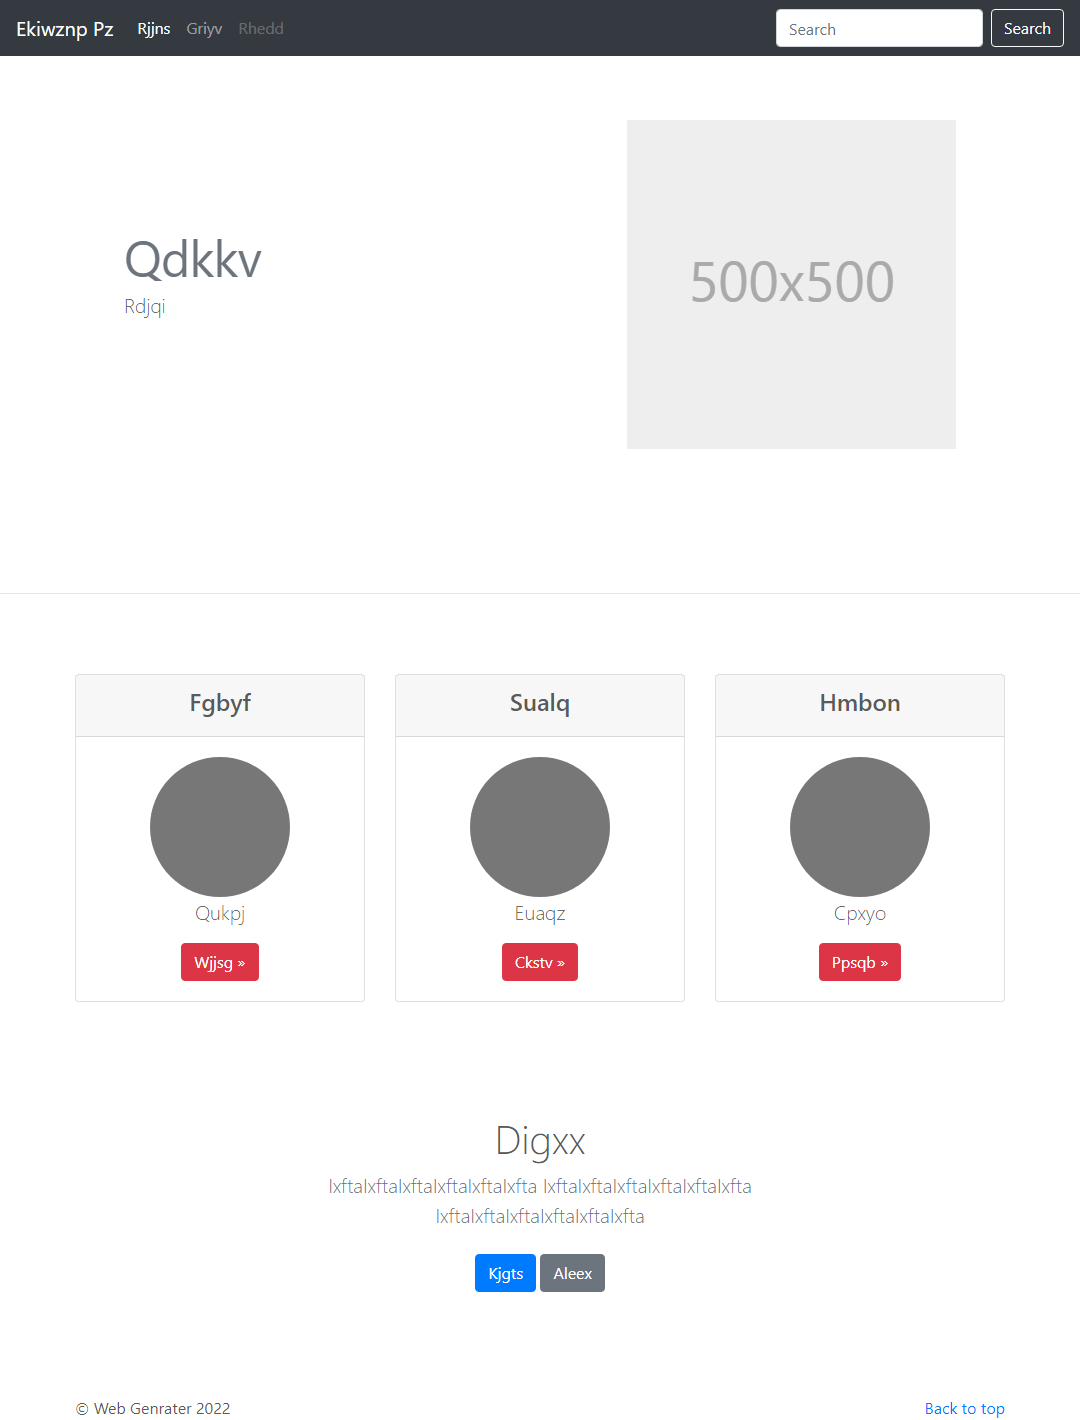 Ekiwznp Pz Rjjns Griyv Rhedd Search Search
500x500
Qdkkv
Rdjqi
Fgbyf Sualq Hmbon
Qukpj Euaqz Cpxyo
Wjjsg » Ckstv » Ppsqb »
Digxx
lxftalxftalxftalxftalxftalxfta lxftalxftalxftalxftalxftalxfta
lxftalxftalxftalxftalxftalxfta
Kjgts Aleex
© Web Genrater 2022 Back to top